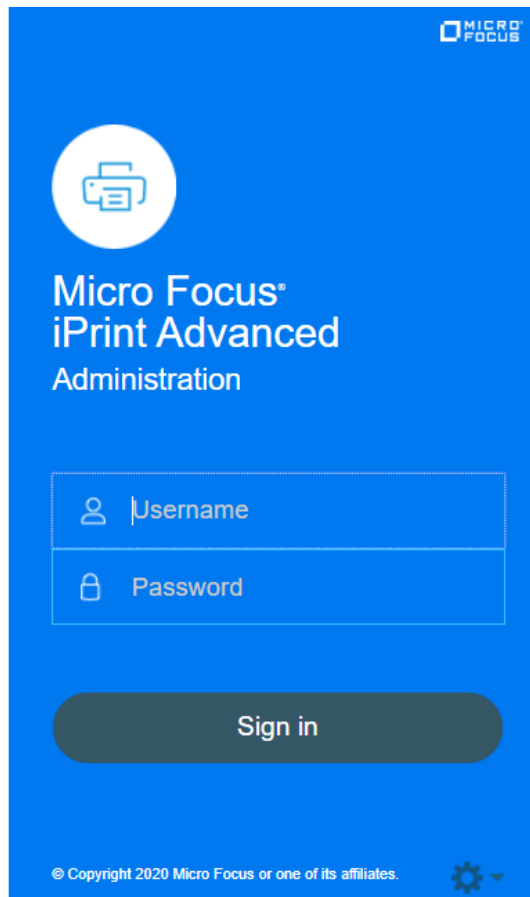 MICRO
FOCUS
Micro Focus®
iPrint Advanced
Administration
Username
Password
Sign in
© Copyright 2020 Micro Focus or one of its affiliates.